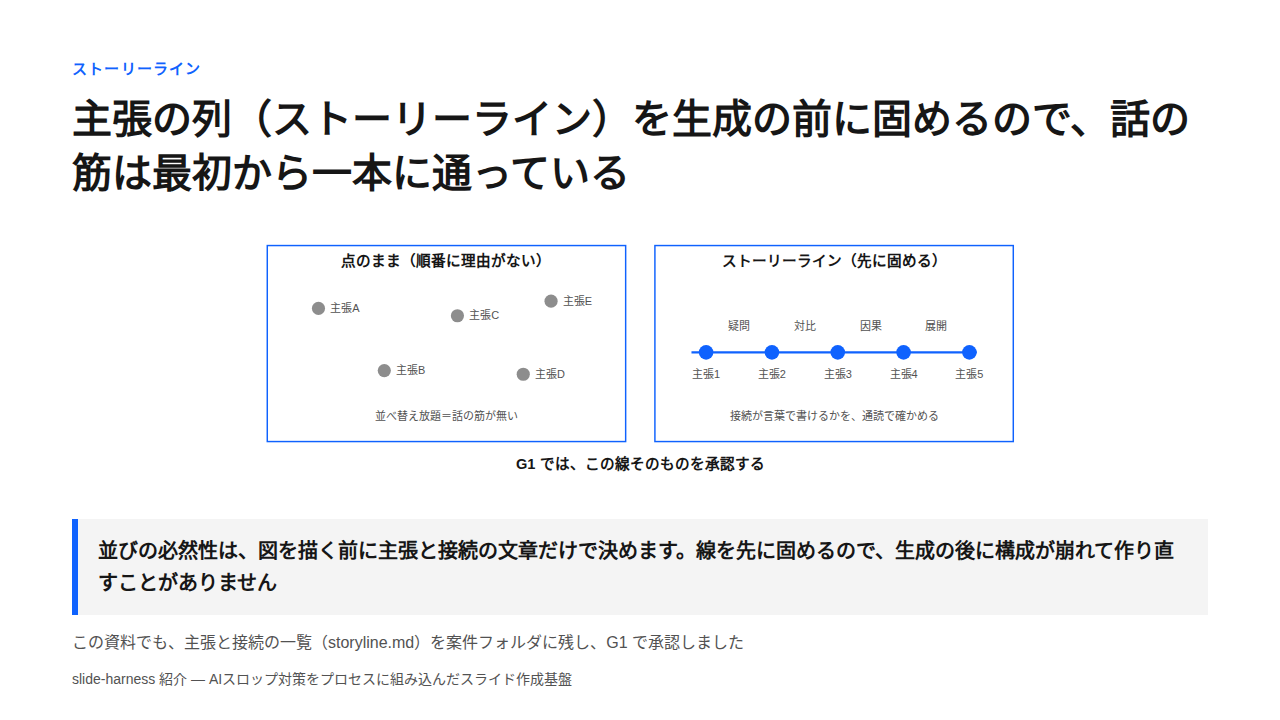 ストーリーライン
主張の列（ストーリーライン）を生成の前に固めるので、話の
筋は最初から一本に通っている
点のまま（順番に理由がない）
主張A
主張C
主張E
主張B
主張D
並べ替え放題＝話の筋が無い
ストーリーライン（先に固める）
疑問 対比 因果 展開
主張1 主張2 主張3 主張4 主張5
接続が言葉で書けるかを、通読で確かめる
G1 では、この線そのものを承認する
並びの必然性は、図を描く前に主張と接続の文章だけで決めます。線を先に固めるので、生成の後に構成が崩れて作り直
すことがありません
この資料でも、主張と接続の一覧（storyline.md）を案件フォルダに残し、G1 で承認しました
slide-harness 紹介 — AIスロップ対策をプロセスに組み込んだスライド作成基盤